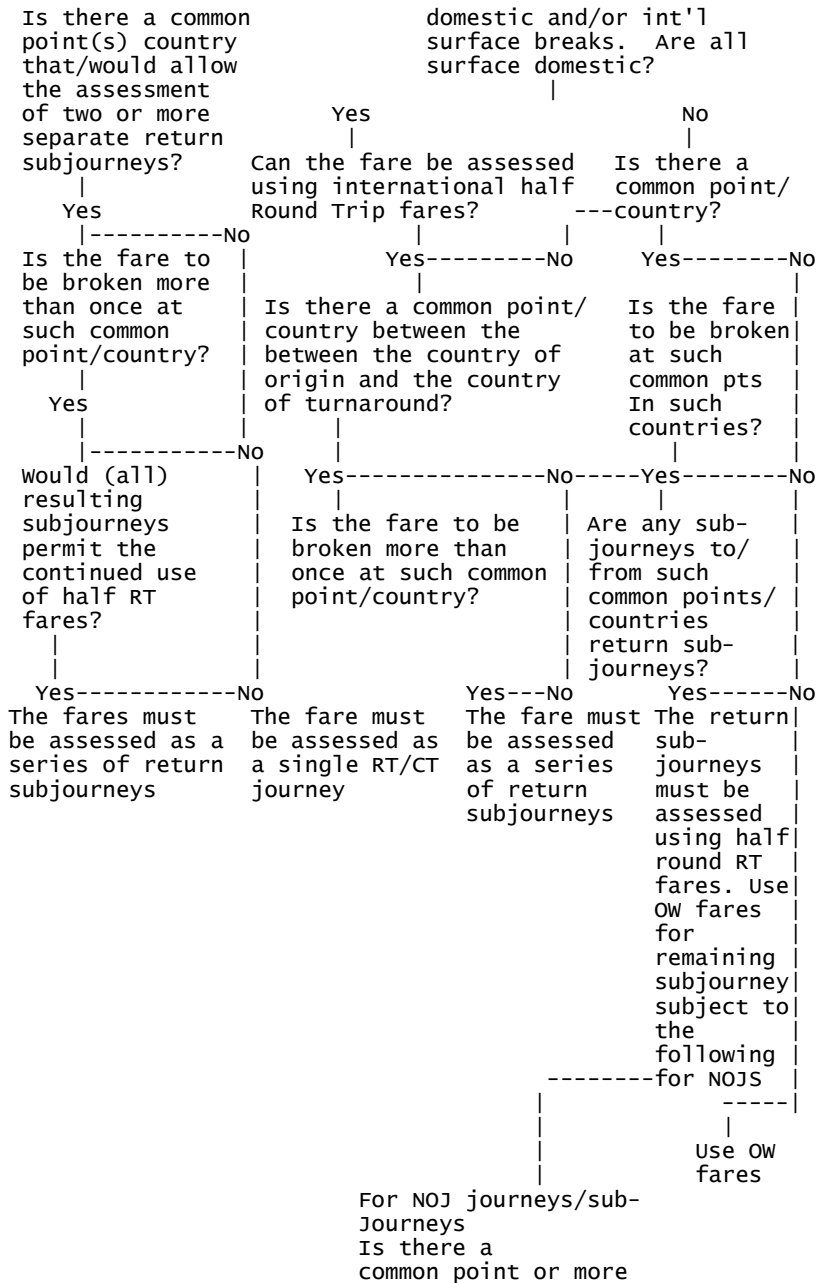 Is there a common domestic and/or int'l
point(s) country surface breaks. Are all
that/would allow surface domestic?
the assessment |
of two or more Yes No
separate return | |
subjourneys? Can the fare be assessed Is there a
| using international half common point/
Yes Round Trip fares? ---country?
|----------No | | |
Is the fare to | Yes---------No Yes--------No
be broken more | | |
than once at | Is there a common point/ Is the fare |
such common | country between the to be broken|
point/country? | between the country of at such |
| | origin and the country common pts |
Yes | of turnaround? In such |
| | | countries? |
|-----------No | | |
Would (all) | Yes---------------No-----Yes--------No
resulting | | | | |
subjourneys | Is the fare to be | Are any sub- |
permit the | broken more than | journeys to/ |
continued use | once at such common | from such |
of half RT | point/country? | common points/ |
fares? | | countries |
| | | return sub- |
| | | journeys? |
Yes------------No Yes---No Yes------No
The fares must The fare must The fare must The return|
be assessed as a be assessed as be assessed sub- |
series of return a single RT/CT as a series journeys |
subjourneys journey of return must be |
subjourneys assessed |
using half|
round RT |
fares. Use|
OW fares |
for |
remaining |
subjourney|
subject to|
the |
following |
--------for NOJS |
| -----|
| |
| Use OW
| fares
For NOJ journeys/sub-
Journeys
Is there a
common point or more